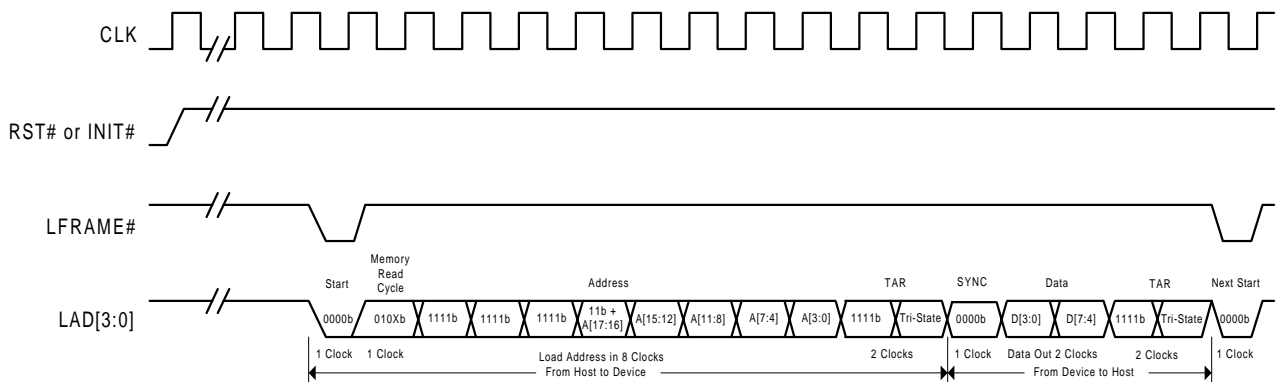 CLK
RST# or INIT#
LFRAME#
Memory
Read
Cycle
Start
Address
TAR
SYNC
Data
TAR
Next Start
LAD[3:0]
0000b
010Xb
1111b
1111b
1111b
11b +
A[17:16]
A[15:12]
A[11:8]
A[7:4]
A[3:0]
1111b
Tri-State
0000b
D[3:0]
D[7:4]
1111b
Tri-State
0000b
1 Clock
1 Clock
Load Address in 8 Clocks
2 Clocks
1 Clock
Data Out 2 Clocks
2 Clocks
1 Clock
From Host to Device
From Device to Host